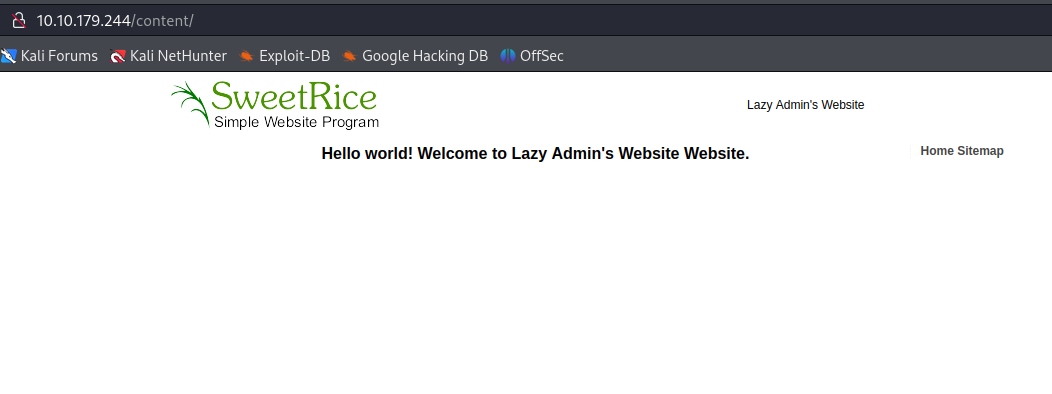 10.10.179.244/content/
Kali Forums Kali NetHunter Exploit-DB Google Hacking DB OffSec
SweetRice
Simple Website Program
Lazy Admin's Website
Hello world! Welcome to Lazy Admin's Website Website.
Home Sitemap